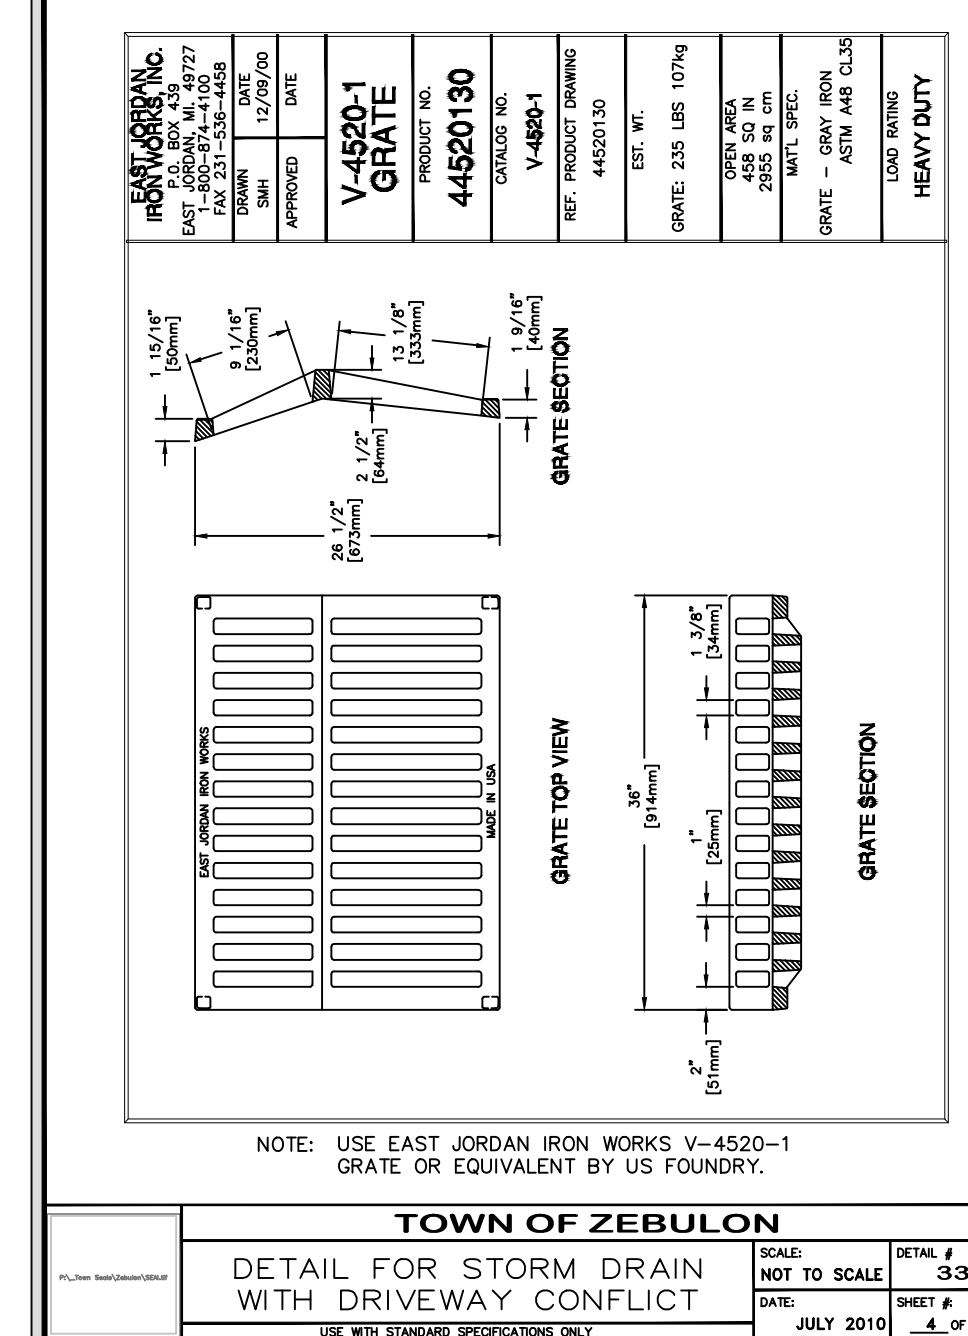 EAST JORDAN
IRON WORKS, INC.
P.O. BOX 439
EAST JORDAN, MI. 49727
1-800-874-4100
FAX 231-536-4458
DRAWN
SMH
DATE
12/09/00
APPROVED
DATE
V-4520-1
GRATE
PRODUCT NO.
44520130
CATALOG NO.
V-4520-1
REF. PRODUCT DRAWING
44520130
EST. WT.
GRATE: 235 LBS 107kg
OPEN AREA
458 SQ IN
2955 sq cm
MAT'L SPEC.
GRATE - GRAY IRON
ASTM A48 CL35
LOAD RATING
HEAVY DUTY
1 15/16"
[50mm]
9 1/16"
[230mm]
13 1/8"
[333mm]
1 9/16"
[40mm]
2 1/2"
[64mm]
26 1/2"
[673mm]
GRATE SECTION
EAST JORDAN IRON WORKS
MADE IN USA
GRATE TOP VIEW
36"
[914mm]
1 3/8"
[34mm]
1"
[25mm]
2"
[51mm]
GRATE SECTION
NOTE: USE EAST JORDAN IRON WORKS V-4520-1
GRATE OR EQUIVALENT BY US FOUNDRY.
P:\_Town Seals\Zebulon\SEAL.tif
TOWN OF ZEBULON
DETAIL FOR STORM DRAIN
WITH DRIVEWAY CONFLICT
USE WITH STANDARD SPECIFICATIONS ONLY
SCALE:
NOT TO SCALE
DETAIL #
33
DATE:
JULY 2010
SHEET #:
4 OF